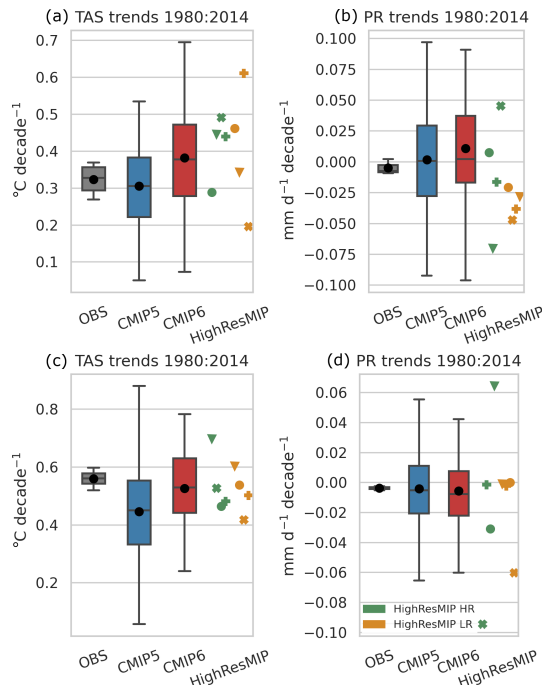 (a) TAS trends 1980:2014
°C decade⁻¹
0.7
0.6
0.5
0.4
0.3
0.2
0.1
OBS
CMIP5
CMIP6
HighResMIP
(b) PR trends 1980:2014
mm d⁻¹ decade⁻¹
0.100
0.075
0.050
0.025
0.000
−0.025
−0.050
−0.075
−0.100
OBS
CMIP5
CMIP6
HighResMIP
(c) TAS trends 1980:2014
°C decade⁻¹
0.8
0.6
0.4
0.2
OBS
CMIP5
CMIP6
HighResMIP
(d) PR trends 1980:2014
mm d⁻¹ decade⁻¹
0.06
0.04
0.02
0.00
−0.02
−0.04
−0.06
−0.08
−0.10
HighResMIP HR
HighResMIP LR
OBS
CMIP5
CMIP6
HighResMIP